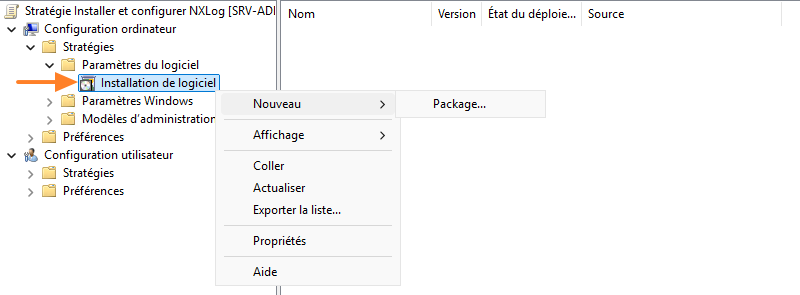 Stratégie Installer et configurer NXLog [SRV-ADI
Configuration ordinateur
Stratégies
Paramètres du logiciel
Installation de logiciel
Paramètres Windows
Modèles d'administration
Préférences
Configuration utilisateur
Stratégies
Préférences
Nom
Version
État du déploie...
Source
Nouveau
Affichage
Coller
Actualiser
Exporter la liste...
Propriétés
Aide
Package...